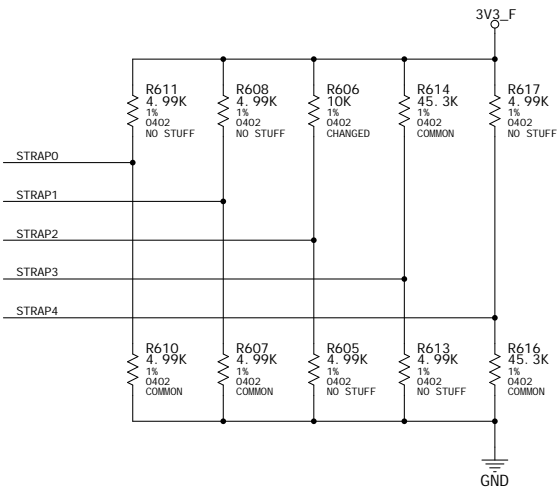 3V3_F
R611
4.99K
1%
0402
NO STUFF
R608
4.99K
1%
0402
NO STUFF
R606
10K
1%
0402
CHANGED
R614
45.3K
1%
0402
COMMON
R617
4.99K
1%
0402
NO STUFF
STRAP0
STRAP1
STRAP2
STRAP3
STRAP4
R610
4.99K
1%
0402
COMMON
R607
4.99K
1%
0402
COMMON
R605
4.99K
1%
0402
NO STUFF
R613
4.99K
1%
0402
NO STUFF
R616
45.3K
1%
0402
COMMON
GND